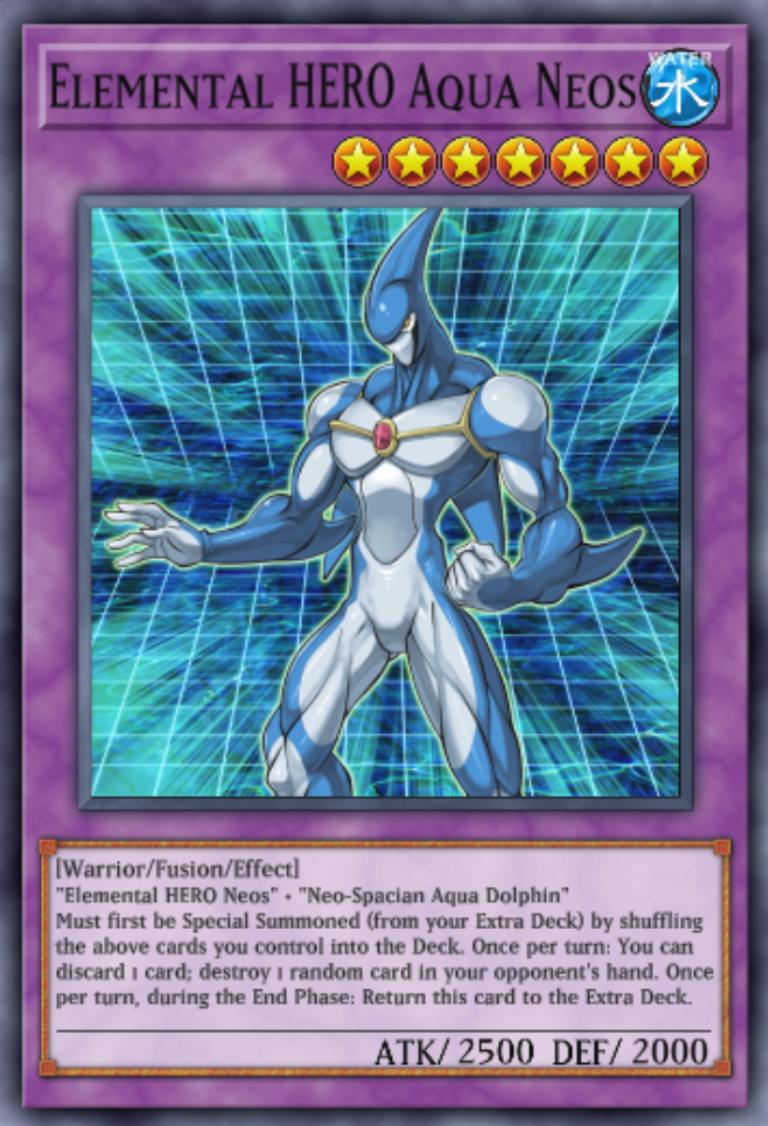 Elemental HERO Aqua Neos
WATER
水
[Warrior/Fusion/Effect]
"Elemental HERO Neos" • "Neo-Spacian Aqua Dolphin"
Must first be Special Summoned (from your Extra Deck) by shuffling
the above cards you control into the Deck. Once per turn: You can
discard 1 card; destroy 1 random card in your opponent's hand. Once
per turn, during the End Phase: Return this card to the Extra Deck.
ATK/ 2500 DEF/ 2000